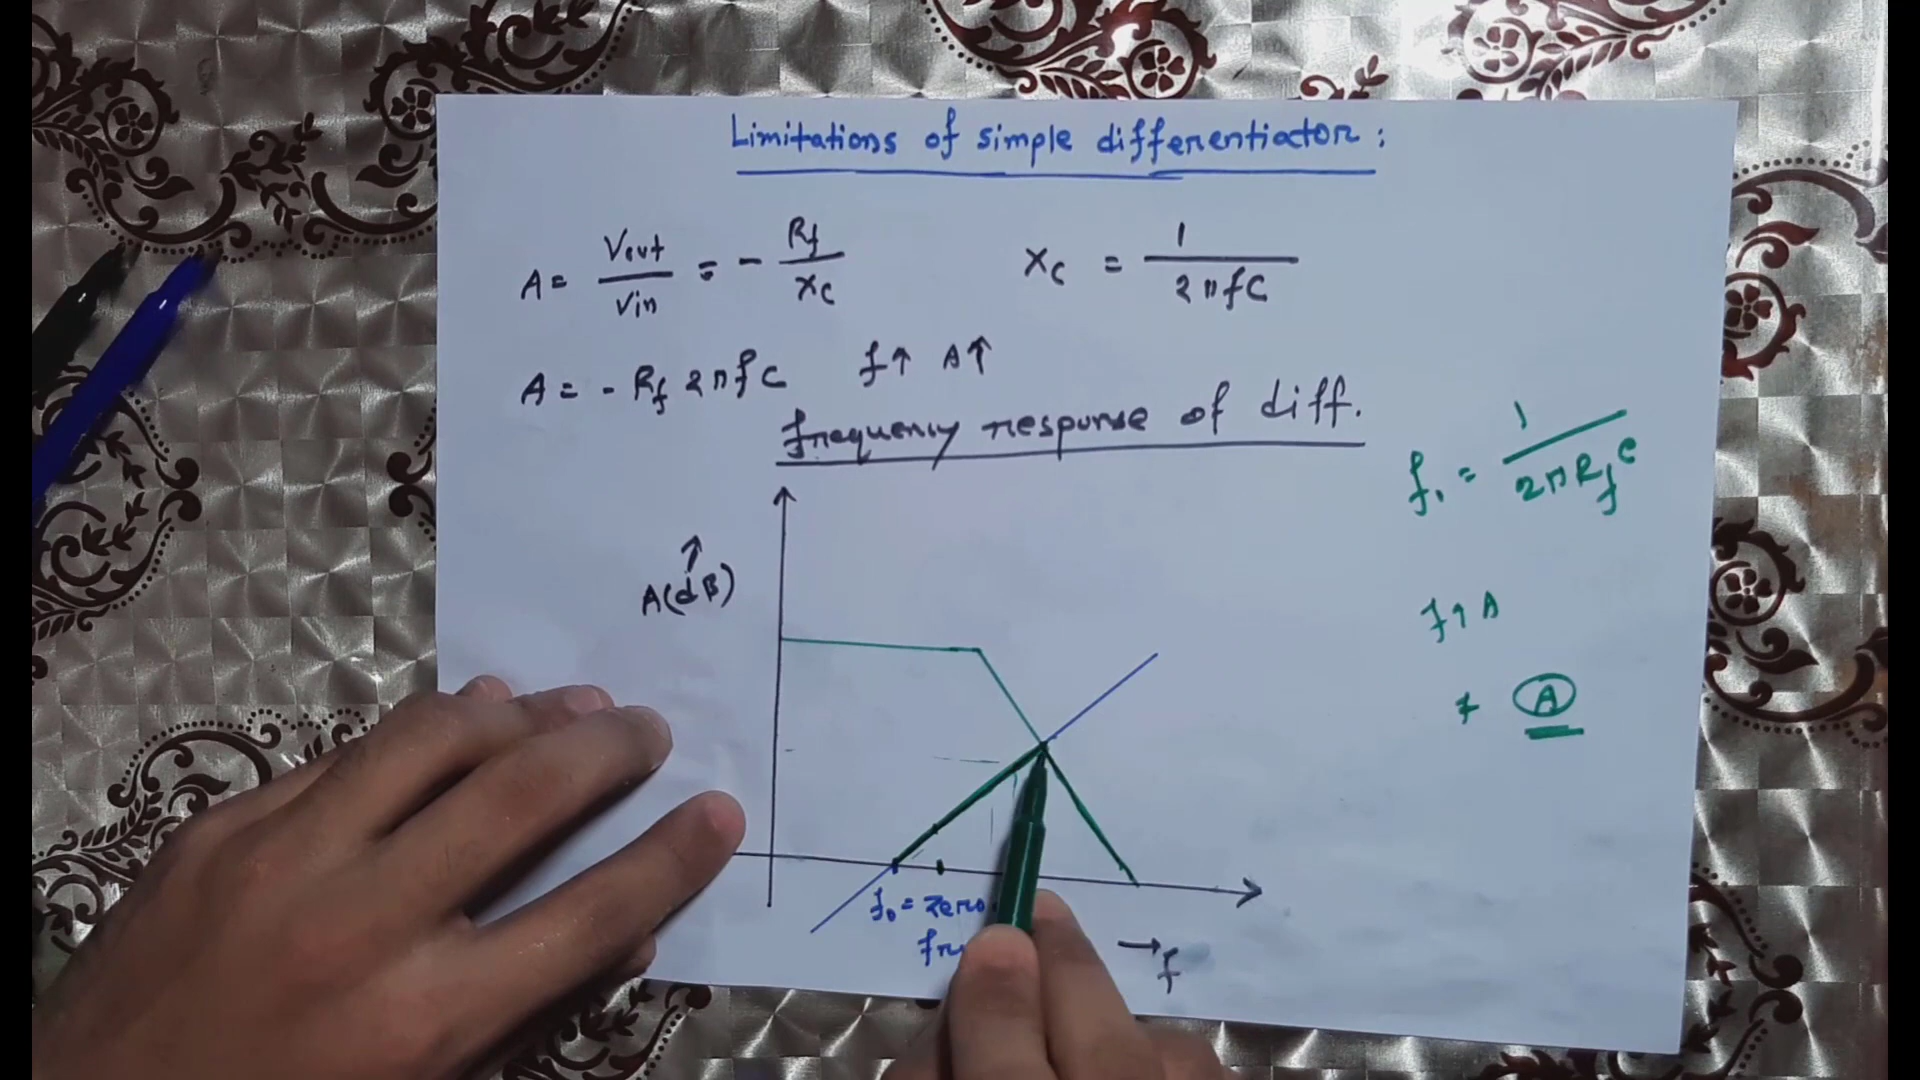 Limitations of simple differentiator :
A = Vout / Vin = - Rf / Xc
Xc = 1 / 2πfC
A = - Rf 2πfC f↑ A↑
frequency response of diff.
f₁ = 1 / 2πRfC
A(dB) ↑
f↑ A
A
f₀ = zero
→ f